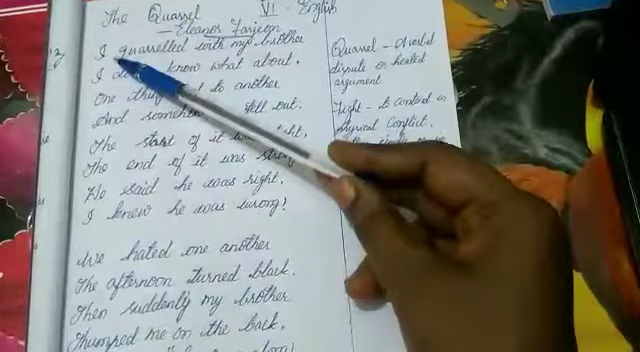 The Quarrel VI English
— Eleanor Farjeon
I quarrelled with my brother
I know what about,
One to another
And fell out.
The start of it
The end of it was
He said he was right,
I knew he was wrong!
We hated one another
The afternoon turned black.
Then suddenly my brother
Thumped me on the back,
Quarrel – A verbal
dispute or heated
argument
Fight – to contend in
physical conflict.